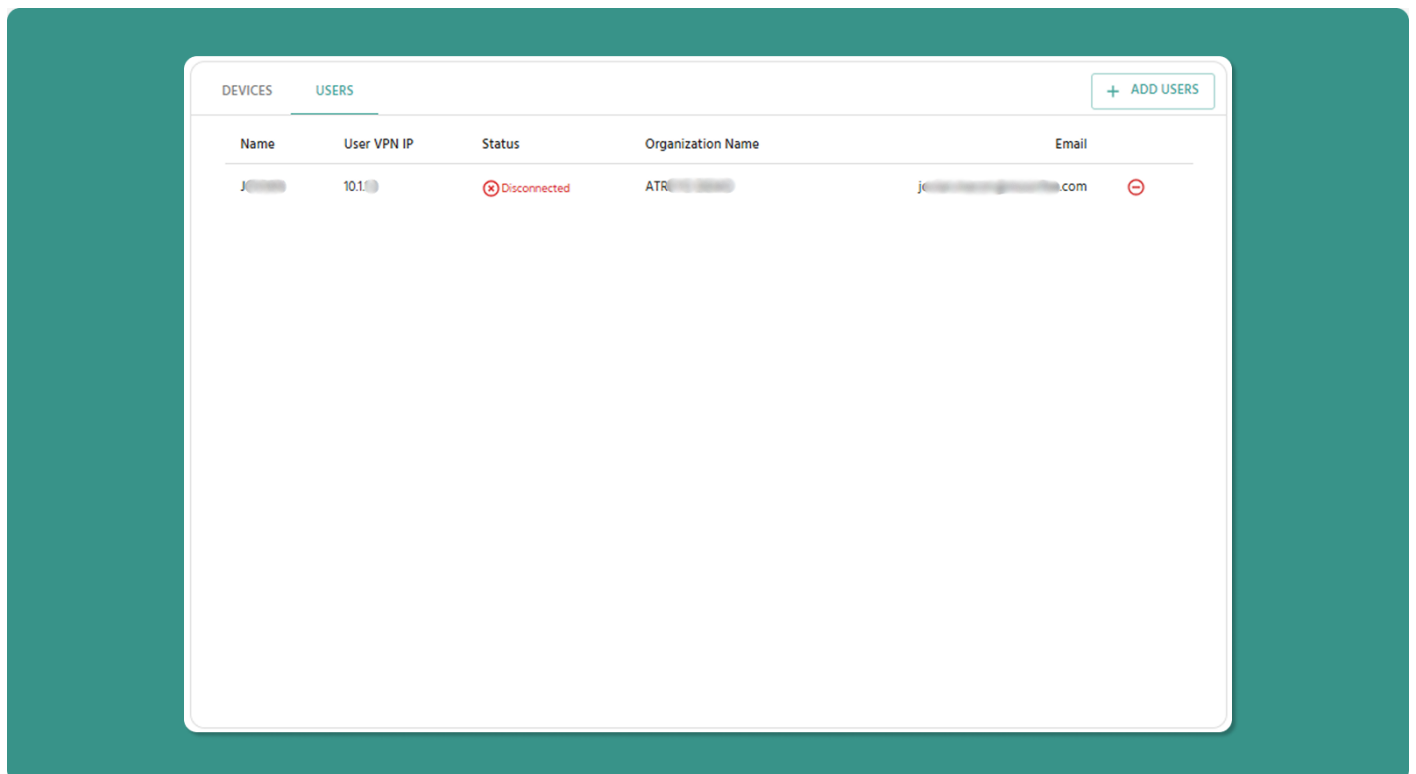 DEVICES USERS + ADD USERS
Name User VPN IP Status Organization Name Email
Disconnected